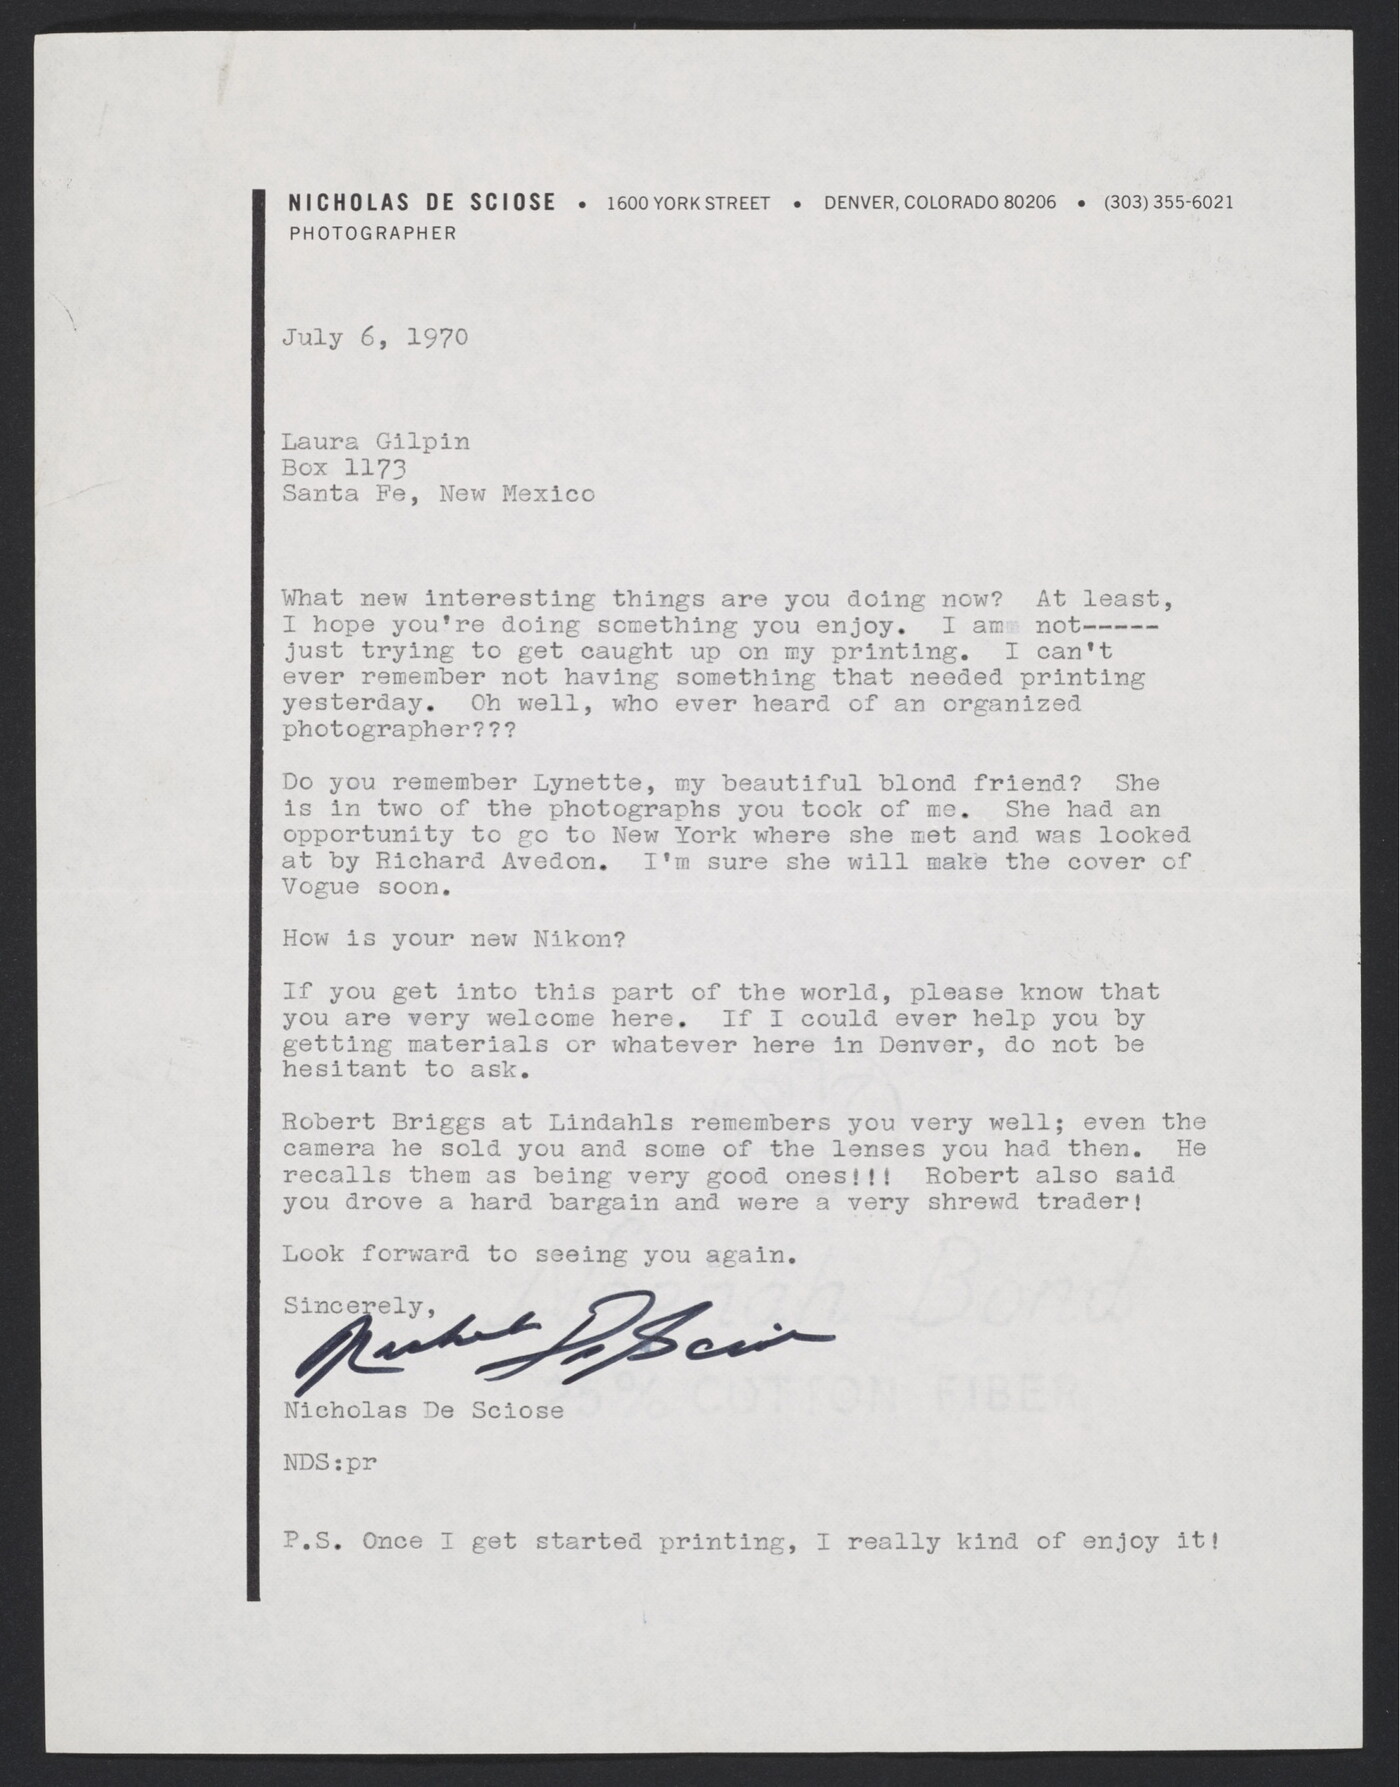 NICHOLAS DE SCIOSE • 1600 YORK STREET • DENVER, COLORADO 80206 • (303) 355-6021
PHOTOGRAPHER
July 6, 1970
Laura Gilpin
Box 1173
Santa Fe, New Mexico
What new interesting things are you doing now? At least,
I hope you're doing something you enjoy. I am not-----
just trying to get caught up on my printing. I can't
ever remember not having something that needed printing
yesterday. Oh well, who ever heard of an organized
photographer???
Do you remember Lynette, my beautiful blond friend? She
is in two of the photographs you took of me. She had an
opportunity to go to New York where she met and was looked
at by Richard Avedon. I'm sure she will make the cover of
Vogue soon.
How is your new Nikon?
If you get into this part of the world, please know that
you are very welcome here. If I could ever help you by
getting materials or whatever here in Denver, do not be
hesitant to ask.
Robert Briggs at Lindahls remembers you very well; even the
camera he sold you and some of the lenses you had then. He
recalls them as being very good ones!!! Robert also said
you drove a hard bargain and were a very shrewd trader!
Look forward to seeing you again.
Sincerely,
Nicholas De Sciose
Nicholas De Sciose
NDS:pr
P.S. Once I get started printing, I really kind of enjoy it!